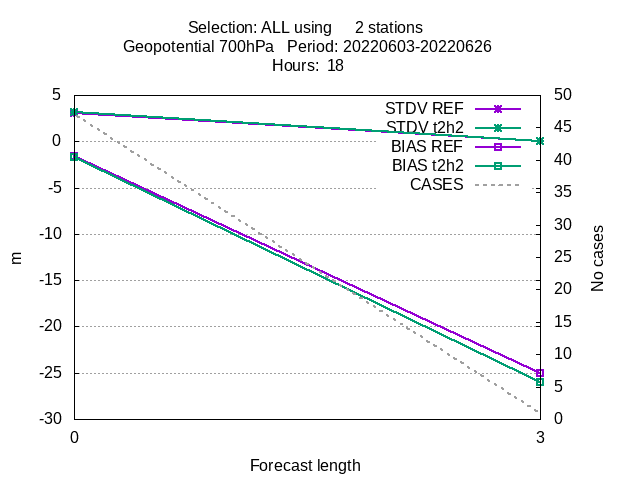 Selection: ALL using 2 stations
Geopotential 700hPa Period: 20220603-20220626
Hours: 18
5 50
STDV REF
45
STDV t2h2
0
BIAS REF
40
BIAS t2h2
-5 CASES 35
30
-10
25
m No cases
-15
20
-20
15
10
-25
5
-30 0
0 3
Forecast length